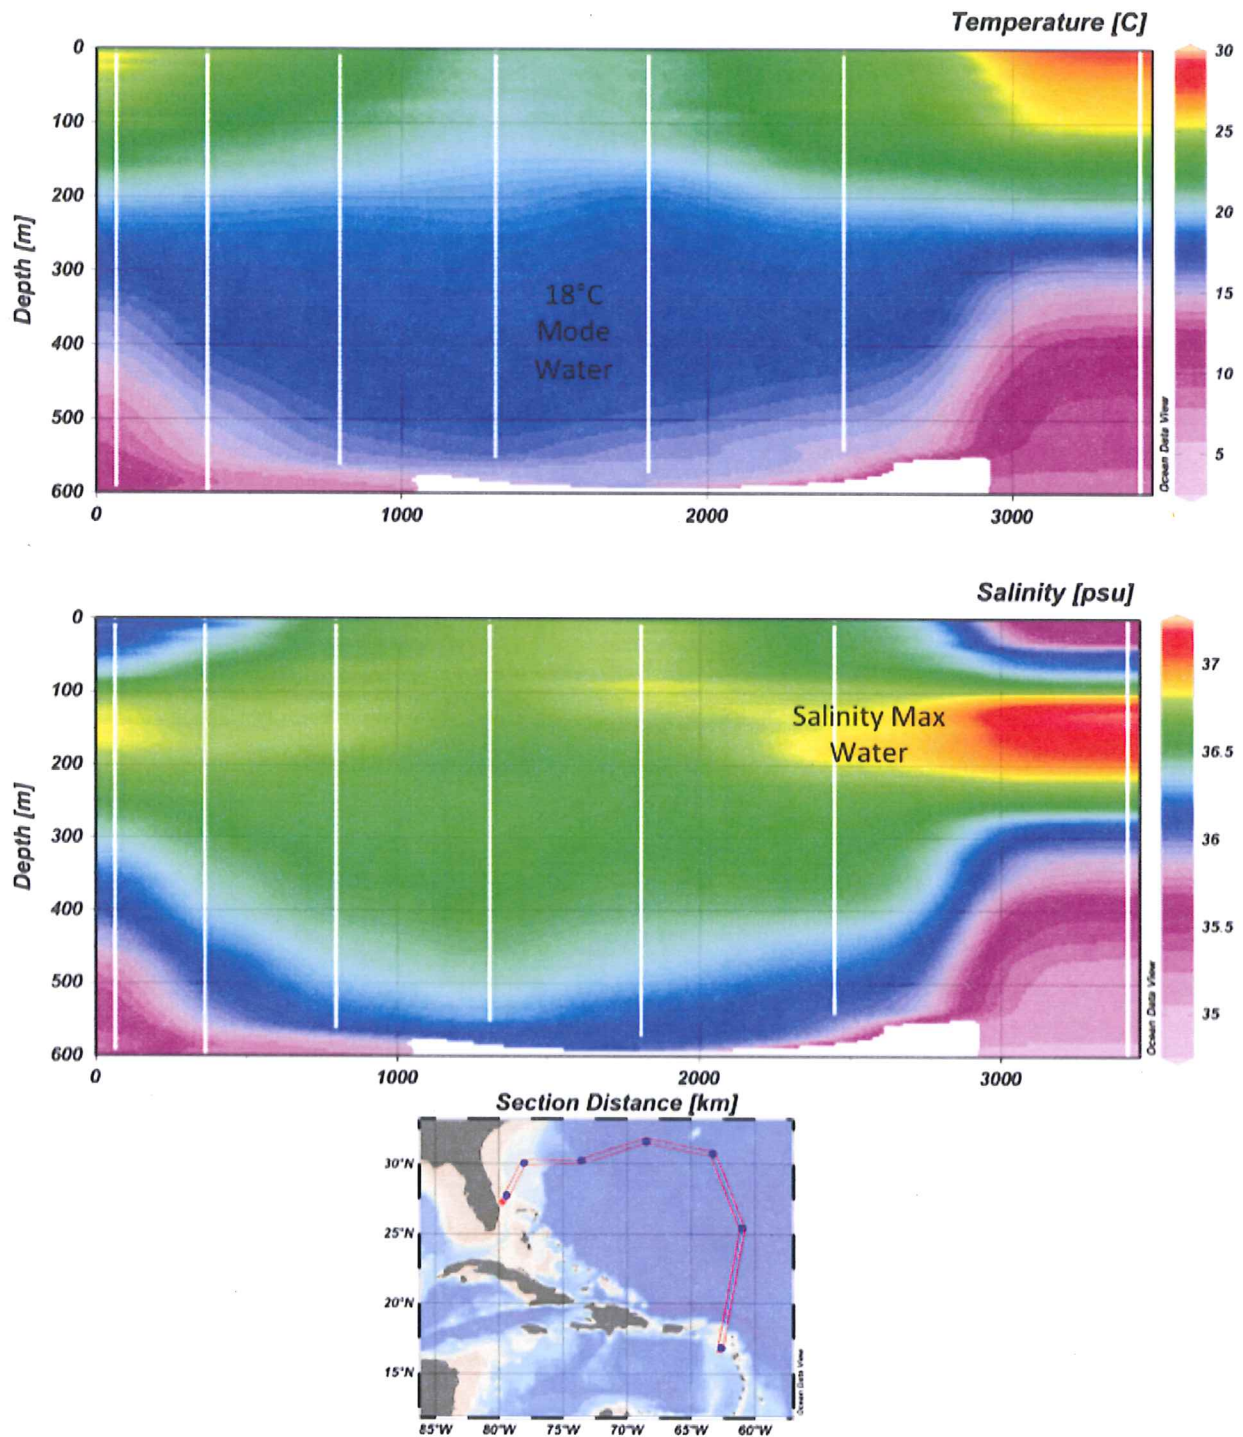 Temperature [C]
0
100
200
300
400
500
600
Depth [m]
18°C
Mode
Water
0
1000
2000
3000
30
25
20
15
10
5
Ocean Data View
Salinity [psu]
0
100
200
300
400
500
600
Depth [m]
Salinity Max
Water
0
1000
2000
3000
37
36.5
36
35.5
35
Ocean Data View
Section Distance [km]
30°N
25°N
20°N
15°N
85°W
80°W
75°W
70°W
65°W
60°W
Ocean Data View